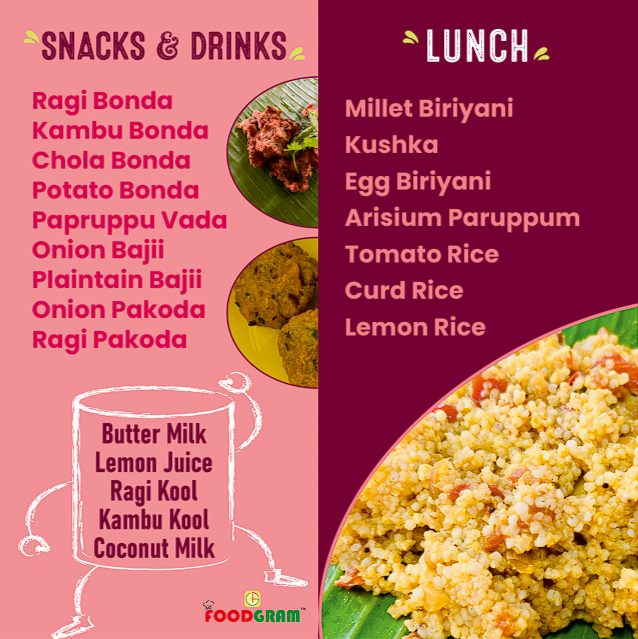 SNACKS & DRINKS
Ragi Bonda
Kambu Bonda
Chola Bonda
Potato Bonda
Papruppu Vada
Onion Bajii
Plaintain Bajii
Onion Pakoda
Ragi Pakoda
Butter Milk
Lemon Juice
Ragi Kool
Kambu Kool
Coconut Milk
FOODGRAM™
LUNCH
Millet Biriyani
Kushka
Egg Biriyani
Arisium Paruppum
Tomato Rice
Curd Rice
Lemon Rice